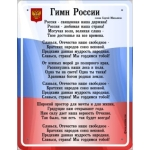 Гимн России
Россия - священная наша держава!
Россия - любимая наша страна!
Могучая воля, великая слава -
Твое достоянье на все времена.
Славься, Отечество наше свободное -
Братских народов союз вековой,
Предками данная мудрость народная.
Славься, страна! Мы гордимся тобой!
От южных морей до полярного края
Раскинулись наши леса и поля.
Одна ты на свете! Одна ты такая!
Хранимая Богом родная земля!
Славься, Отечество наше свободное -
Братских народов союз вековой,
Предками данная мудрость народная.
Славься, страна! Мы гордимся тобой!
Широкий простор для мечты и для жизни,
Грядущие нам открывают года.
Нам силу дает наша верность Отчизне.
Так было, так есть и так будет всегда!
Славься, Отечество наше свободное -
Братских народов союз вековой,
Предками данная мудрость народная.
Славься, страна! Мы гордимся тобой!